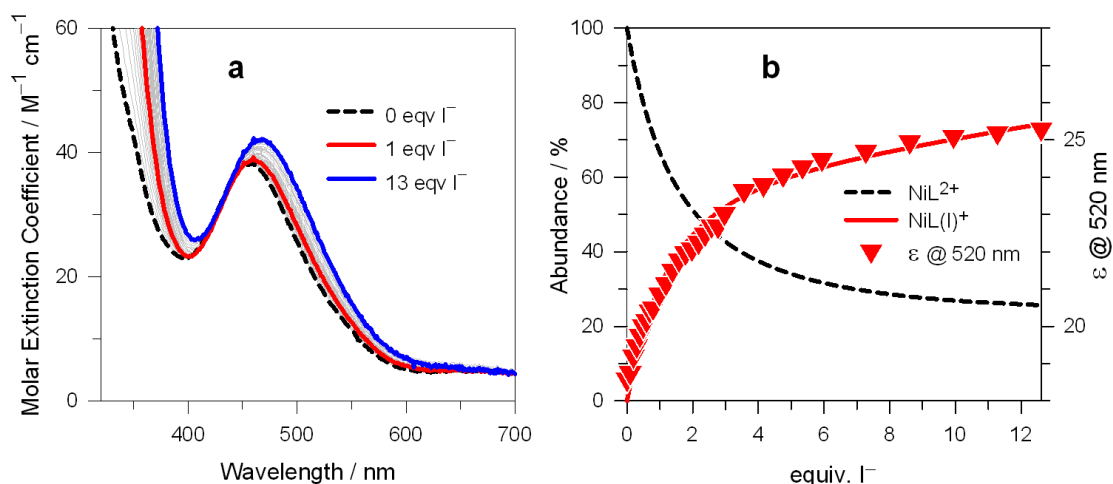 a
0 eqv I⁻
1 eqv I⁻
13 eqv I⁻
Molar Extinction Coefficient / M⁻¹ cm⁻¹
60
40
20
0
400
500
600
700
Wavelength / nm
b
NiL²⁺
NiL(I)⁺
ε @ 520 nm
Abundance / %
100
80
60
40
20
0
0
2
4
6
8
10
12
equiv. I⁻
25
20
ε @ 520 nm